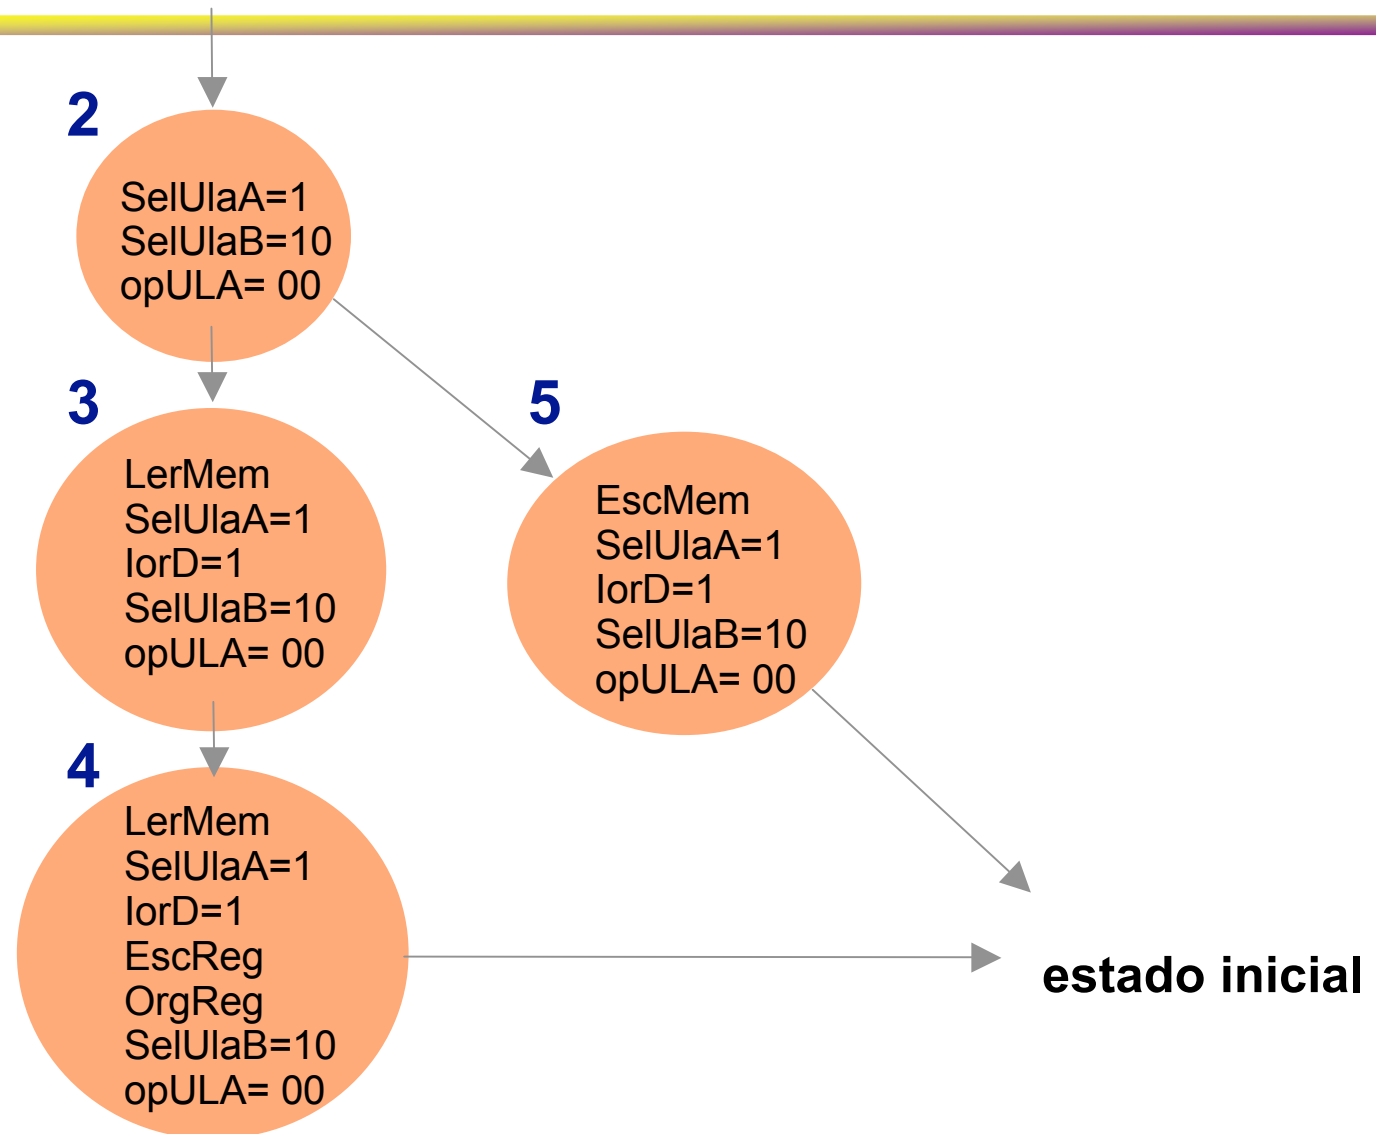 2
SelUlaA=1
SelUlaB=10
opULA= 00
3
LerMem
SelUlaA=1
IorD=1
SelUlaB=10
opULA= 00
5
EscMem
SelUlaA=1
IorD=1
SelUlaB=10
opULA= 00
4
LerMem
SelUlaA=1
IorD=1
EscReg
OrgReg
SelUlaB=10
opULA= 00
estado inicial